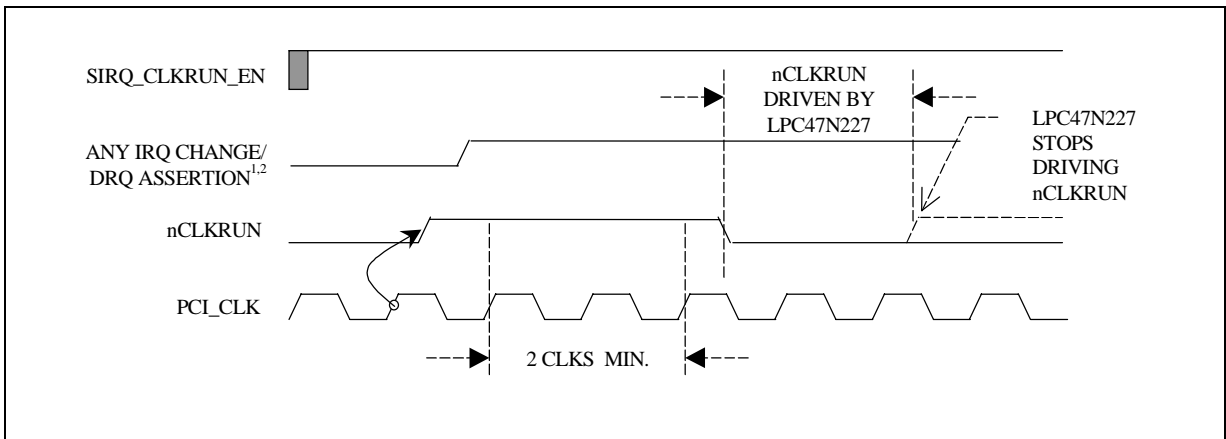 SIRQ_CLKRUN_EN
nCLKRUN
DRIVEN BY
LPC47N227
LPC47N227
STOPS
DRIVING
nCLKRUN
ANY IRQ CHANGE/
DRQ ASSERTION1,2
nCLKRUN
PCI_CLK
2 CLKS MIN.